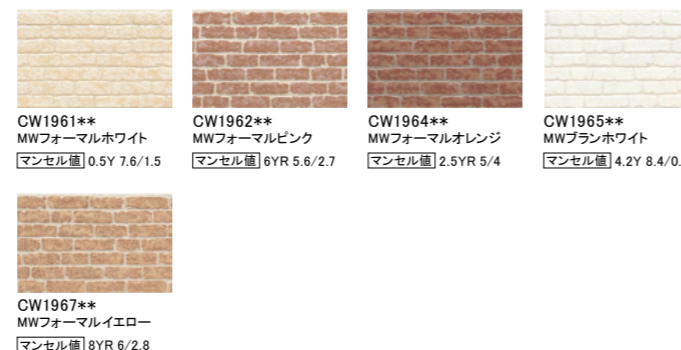 CW1961**
MWフォーマルホワイト
マンセル値 0.5Y 7.6/1.5
CW1962**
MWフォーマルピンク
マンセル値 6YR 5.6/2.7
CW1964**
MWフォーマルオレンジ
マンセル値 2.5YR 5/4
CW1965**
MWブランホワイト
マンセル値 4.2Y 8.4/0.
CW1967**
MWフォーマルイエロー
マンセル値 8YR 6/2.8